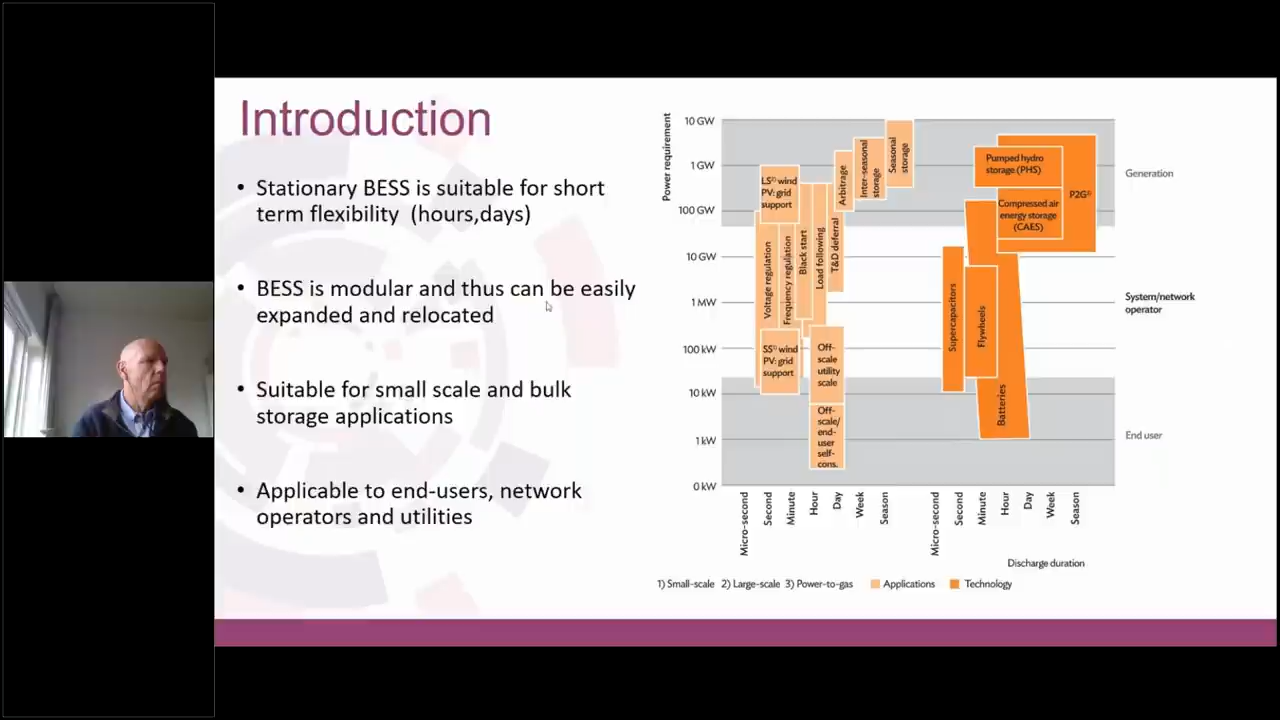 Introduction
• Stationary BESS is suitable for short
term flexibility (hours,days)
• BESS is modular and thus can be easily
expanded and relocated
• Suitable for small scale and bulk
storage applications
• Applicable to end-users, network
operators and utilities
Power requirement
10 GW
1 GW
100 GW
10 GW
1 MW
100 kW
10 kW
1 kW
0 kW
LS²⁾ wind
PV: grid
support
Voltage regulation
Frequency regulation
Black start
Load following
T&D deferral
Arbitrage
Inter-seasonal
storage
Seasonal
storage
SS¹⁾ wind
PV: grid
support
Off-
scale
utility
scale
Off-
scale/
end-
user
self-
cons.
Supercapacitors
Flywheels
Batteries
Pumped hydro
storage (PHS)
Compressed air
energy storage
(CAES)
P2G³⁾
Generation
System/network
operator
End user
Micro-second
Second
Minute
Hour
Day
Week
Season
Micro-second
Second
Minute
Hour
Day
Week
Season
Discharge duration
1) Small-scale 2) Large-scale 3) Power-to-gas
Applications
Technology